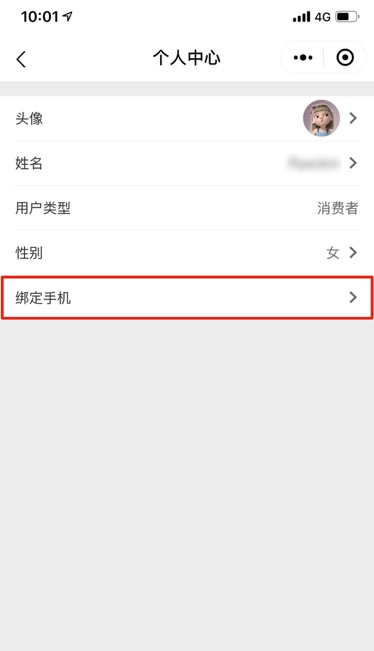 10:01 4G
个人中心
头像
姓名
用户类型 消费者
性别 女
绑定手机